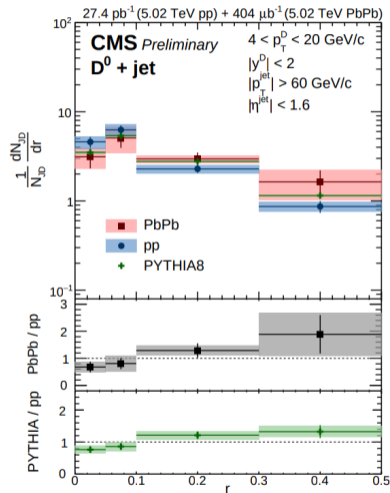 27.4 pb⁻¹ (5.02 TeV pp) + 404 μb⁻¹ (5.02 TeV PbPb)
CMS Preliminary
D⁰ + jet
4 < p_T^D < 20 GeV/c
|y^D| < 2
|p_T^jet| > 60 GeV/c
|η^jet| < 1.6
10²
10
1
10⁻¹
1/N_JD dN_JD/dr
PbPb
pp
PYTHIA8
3
2
1
0
PbPb / pp
2
1
0
PYTHIA / pp
0 0.1 0.2 0.3 0.4 0.5
r